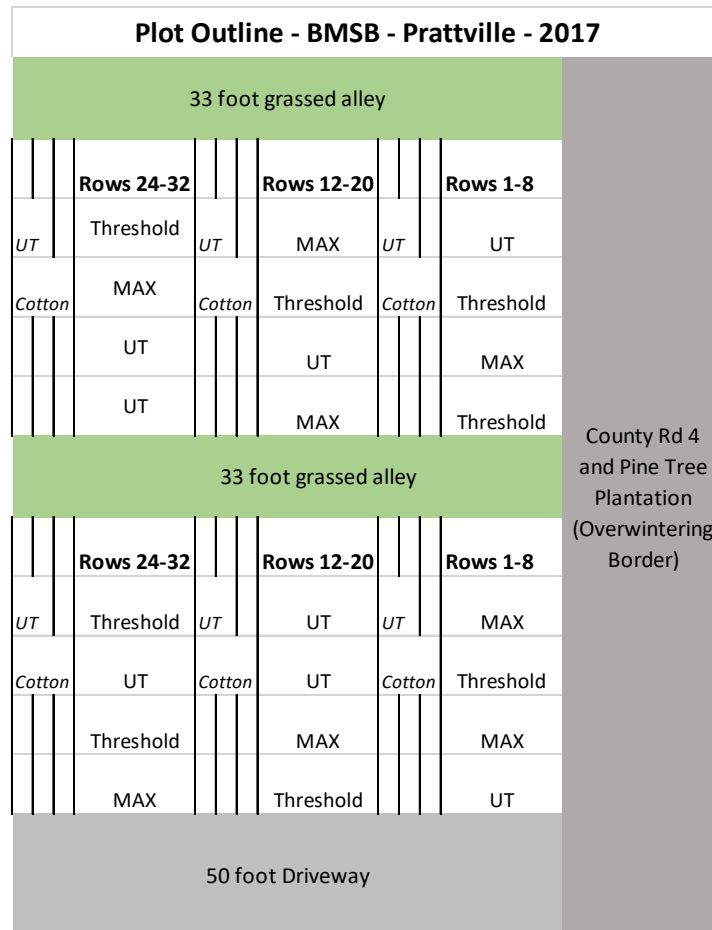 Plot Outline - BMSB - Prattville - 2017
33 foot grassed alley
Rows 24-32 Rows 12-20 Rows 1-8
UT Threshold UT MAX UT UT
Cotton MAX Cotton Threshold Cotton Threshold
UT UT MAX
UT MAX Threshold
33 foot grassed alley
Rows 24-32 Rows 12-20 Rows 1-8
UT Threshold UT UT UT MAX
Cotton UT Cotton UT Cotton Threshold
Threshold MAX MAX
MAX Threshold UT
50 foot Driveway
County Rd 4
and Pine Tree
Plantation
(Overwintering
Border)